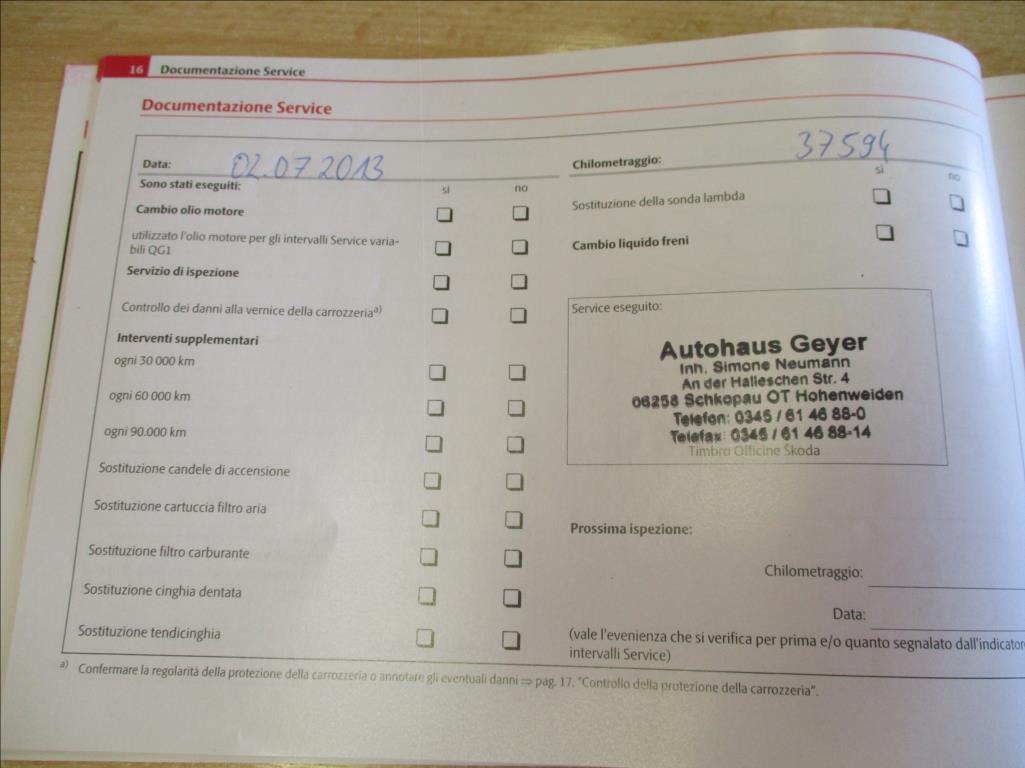 16 Documentazione Service
Documentazione Service
Data: 02.07.2013
Sono stati eseguiti: si no
Cambio olio motore
utilizzato l'olio motore per gli intervalli Service varia-
bili QG1
Servizio di ispezione
Controllo dei danni alla vernice della carrozzeriaa)
Interventi supplementari
ogni 30 000 km
ogni 60 000 km
ogni 90.000 km
Sostituzione candele di accensione
Sostituzione cartuccia filtro aria
Sostituzione filtro carburante
Sostituzione cinghia dentata
Sostituzione tendicinghia
Chilometraggio: 37594
si no
Sostituzione della sonda lambda
Cambio liquido freni
Service eseguito:
Autohaus Geyer
Inh. Simone Neumann
An der Halleschen Str. 4
06258 Schkopau OT Hohenweiden
Telefon: 0345 / 61 46 88-0
Telefax: 0345 / 61 46 88-14
Timbro Officine Škoda
Prossima ispezione:
Chilometraggio:
Data:
(vale l'evenienza che si verifica per prima e/o quanto segnalato dall'indicator
intervalli Service)
a) Confermare la regolarità della protezione della carrozzeria o annotare gli eventuali danni ⇒ pag. 17, "Controllo della protezione della carrozzeria".